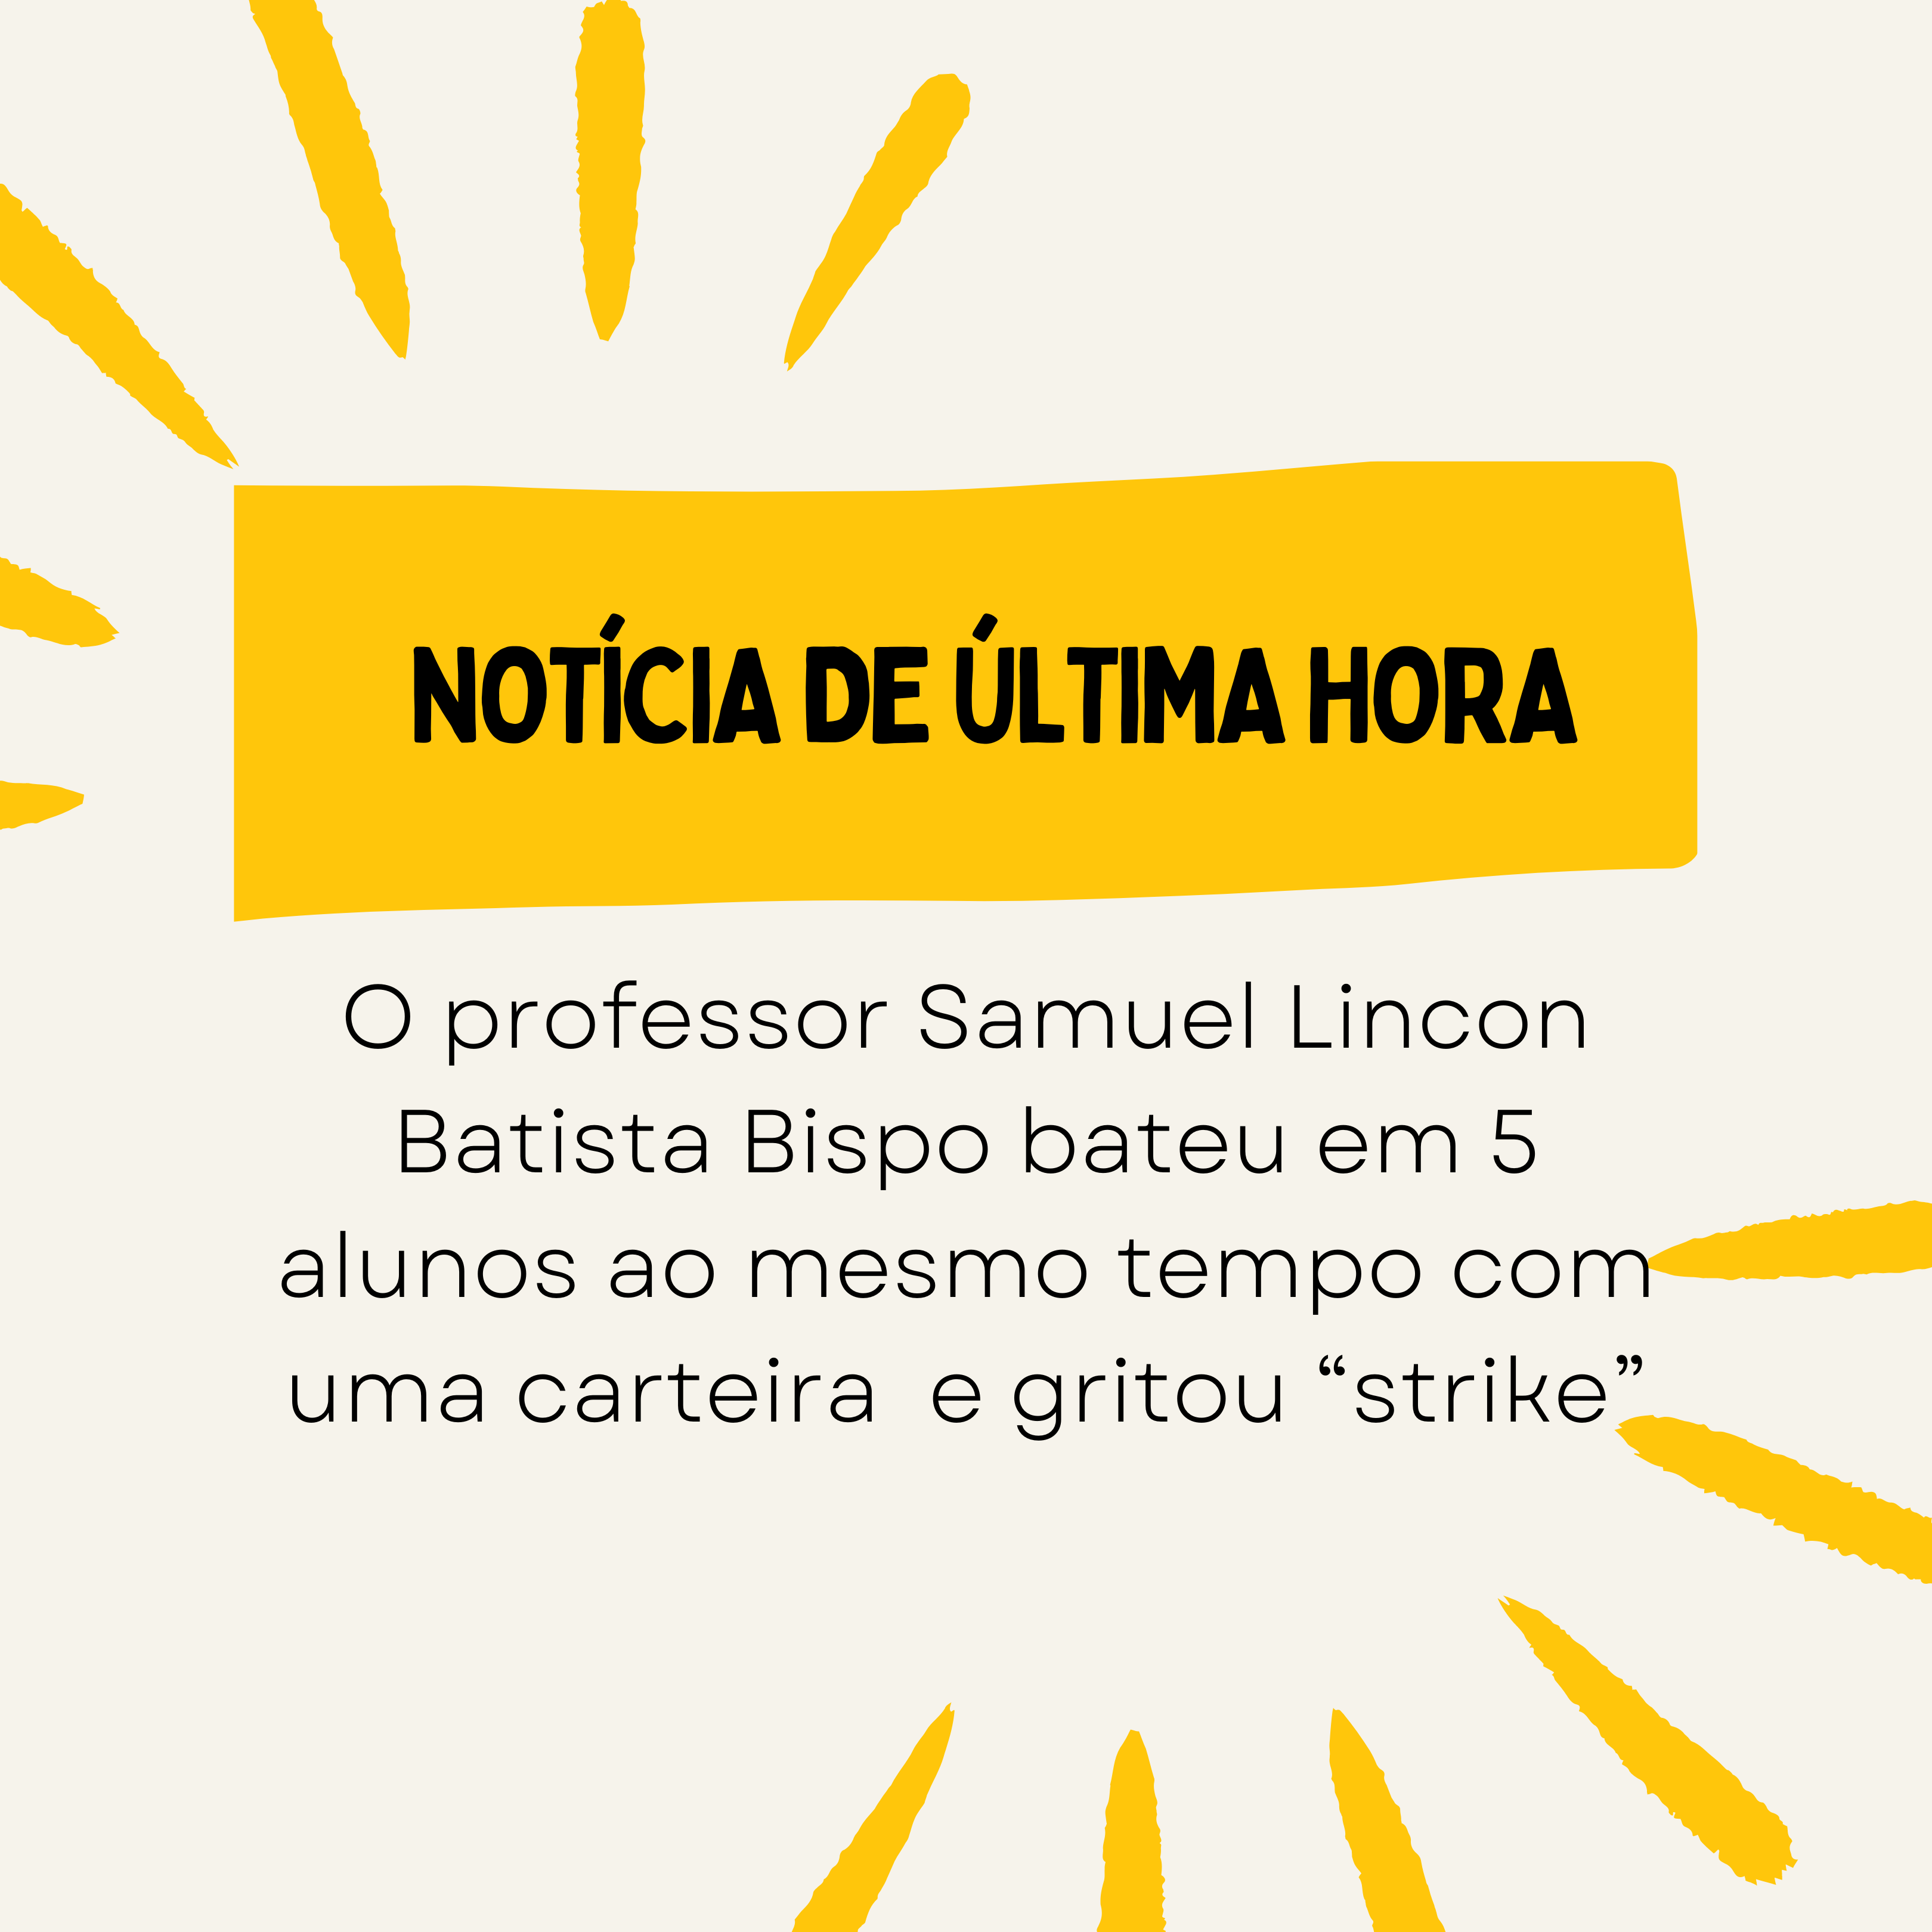 NOTÍCIA DE ÚLTIMA HORA
O professor Samuel Lincon
Batista Bispo bateu em 5
alunos ao mesmo tempo com
uma carteira e gritou “strike”